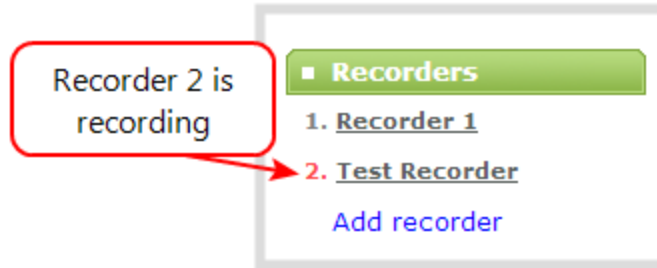 Recorder 2 is
recording
Recorders
1. Recorder 1
2. Test Recorder
Add recorder